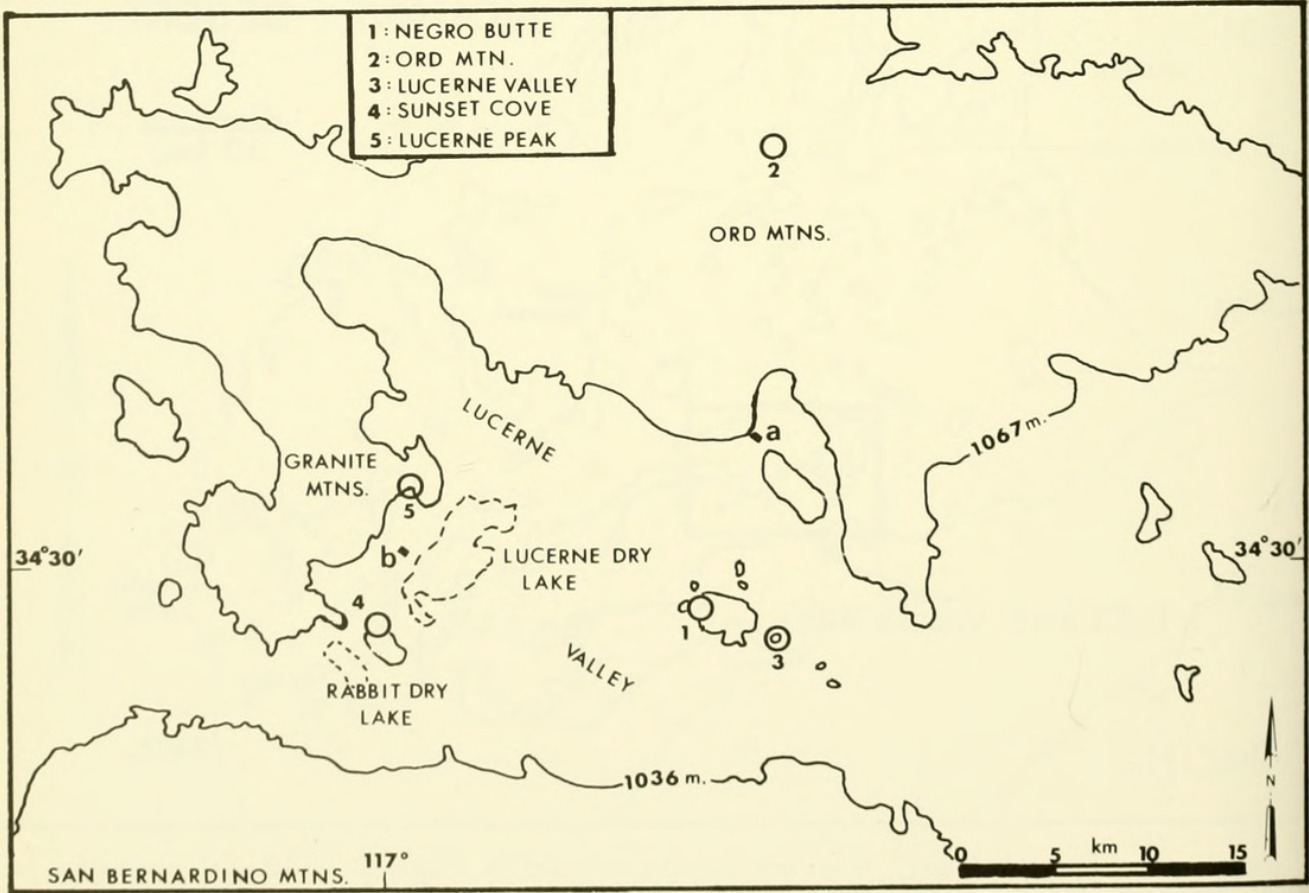 1 : NEGRO BUTTE
2 : ORD MTN.
3 : LUCERNE VALLEY
4 : SUNSET COVE
5 : LUCERNE PEAK
2
ORD MTNS.
LUCERNE
a
1067 m.
GRANITE
MTNS.
5
34°30'
b
LUCERNE DRY
LAKE
34°30'
4
1
3
VALLEY
RABBIT DRY
LAKE
1036 m.
N
117°
0 5 km 10 15
SAN BERNARDINO MTNS.